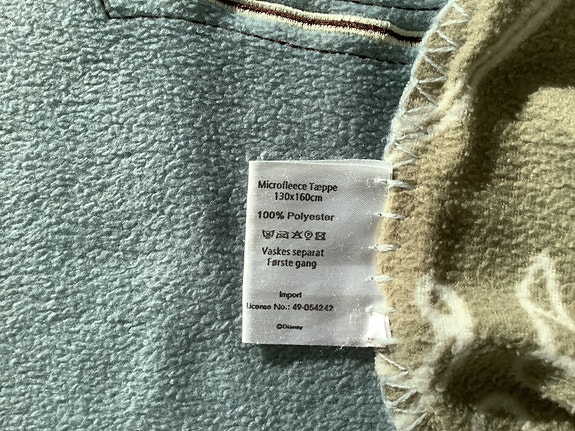 Microfleece Tæppe
130x160cm
100% Polyester
Vaskes separat
Første gang
Import
License No.: 49-054242
©Disney